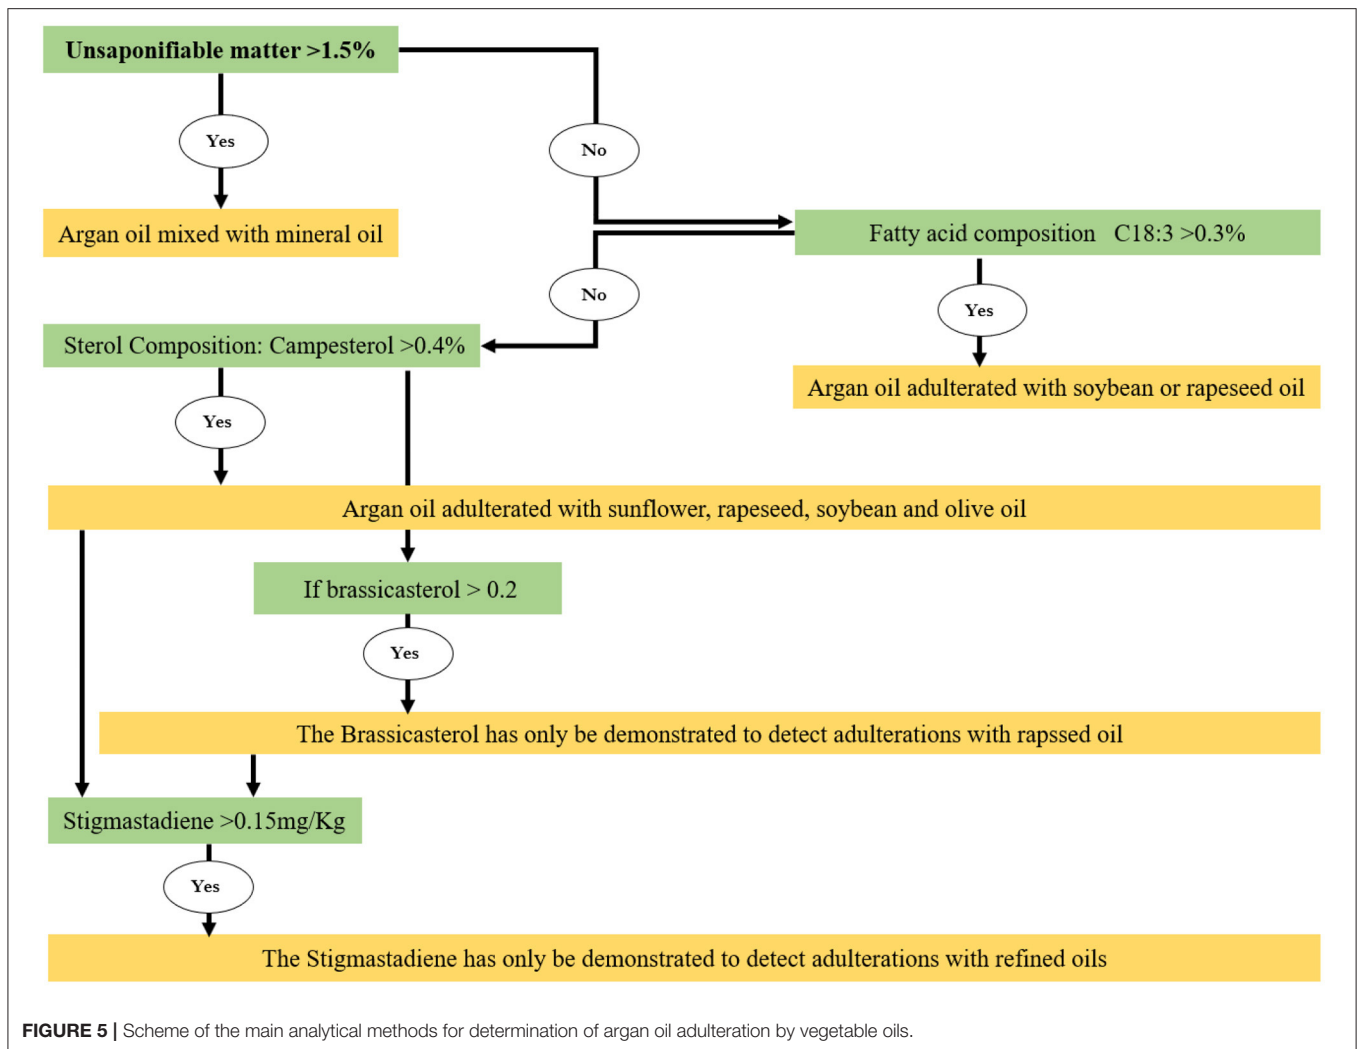 Unsaponifiable matter >1.5%
Yes
No
Argan oil mixed with mineral oil
Fatty acid composition C18:3 >0.3%
No
Yes
Sterol Composition: Campesterol >0.4%
Argan oil adulterated with soybean or rapeseed oil
Yes
Argan oil adulterated with sunflower, rapeseed, soybean and olive oil
If brassicasterol > 0.2
Yes
The Brassicasterol has only be demonstrated to detect adulterations with rapssed oil
Stigmastadiene >0.15mg/Kg
Yes
The Stigmastadiene has only be demonstrated to detect adulterations with refined oils
FIGURE 5 | Scheme of the main analytical methods for determination of argan oil adulteration by vegetable oils.